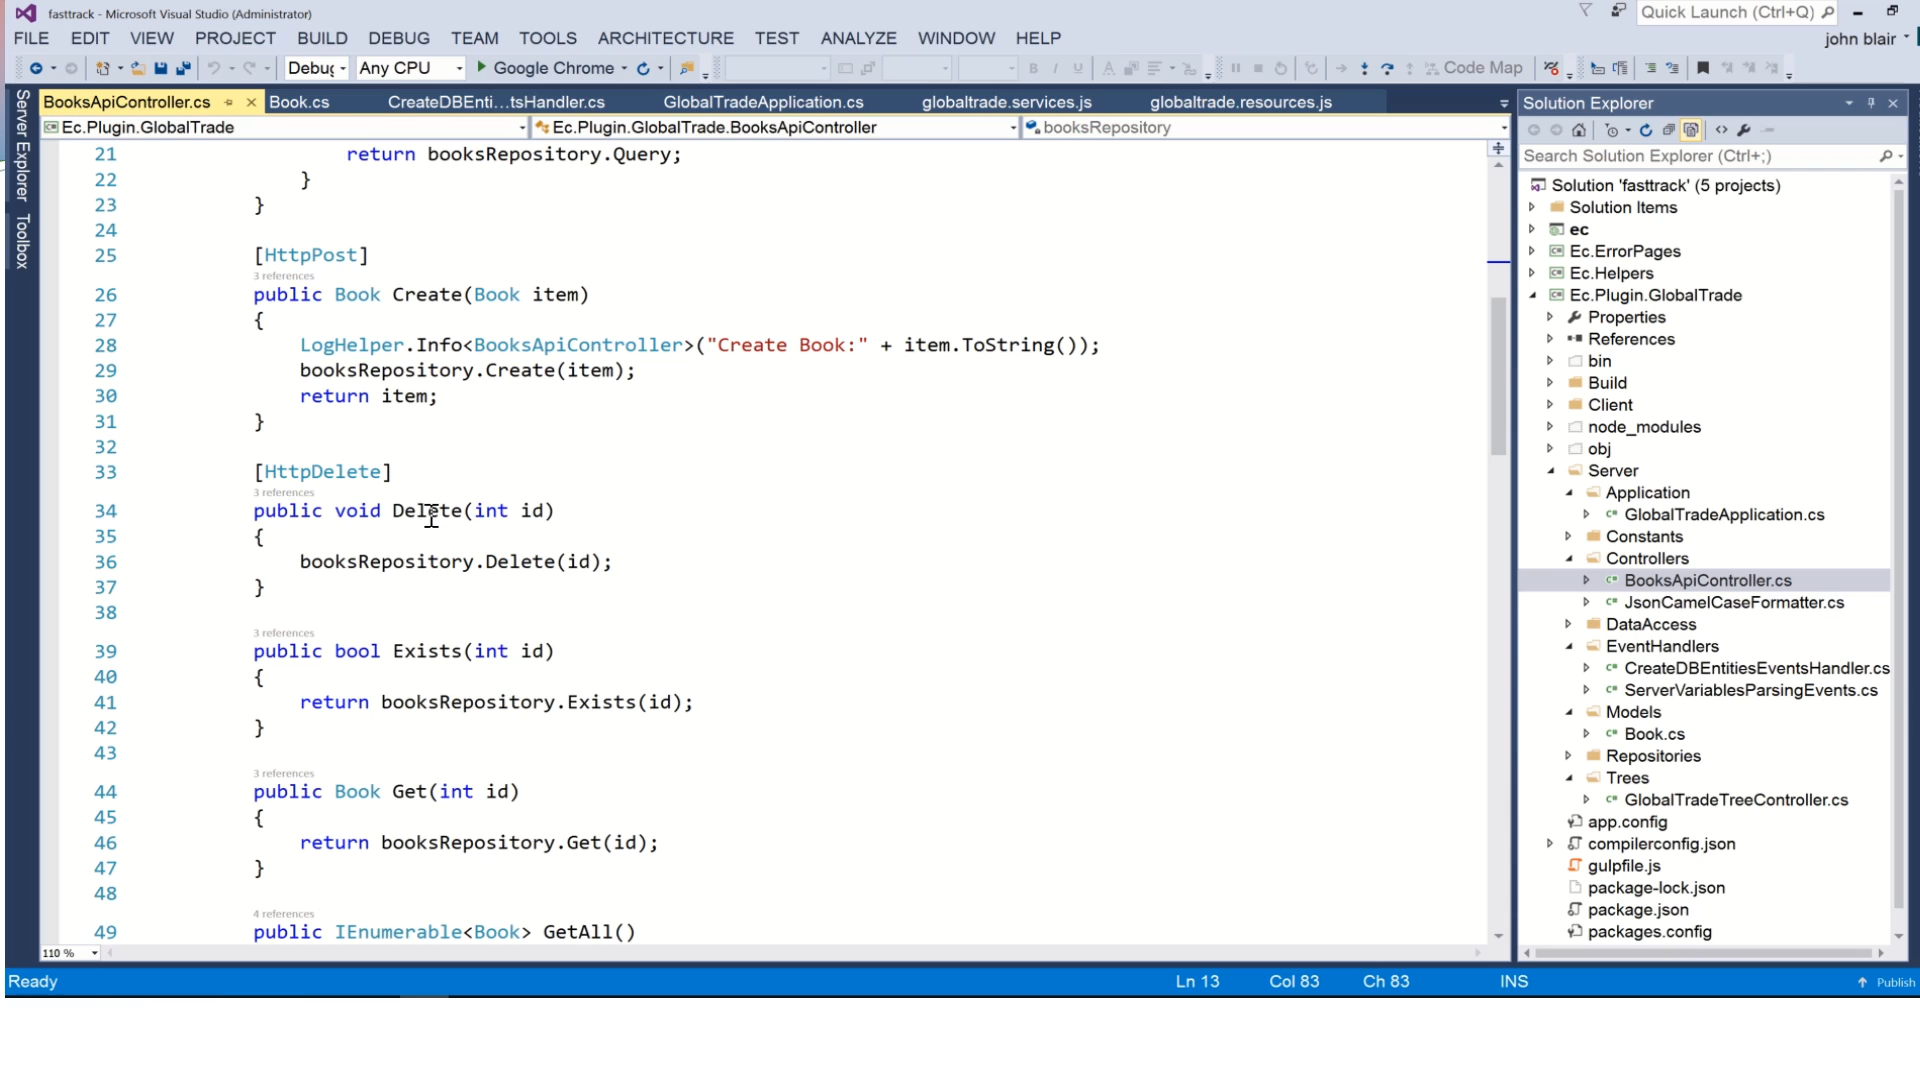 fasttrack - Microsoft Visual Studio (Administrator)
Quick Launch (Ctrl+Q)
FILE EDIT VIEW PROJECT BUILD DEBUG TEAM TOOLS ARCHITECTURE TEST ANALYZE WINDOW HELP
john blair
Debug Any CPU Google Chrome Code Map
Server Explorer
Toolbox
BooksApiController.cs Book.cs CreateDBEnti...tsHandler.cs GlobalTradeApplication.cs globaltrade.services.js globaltrade.resources.js
Ec.Plugin.GlobalTrade Ec.Plugin.GlobalTrade.BooksApiController booksRepository
21 return booksRepository.Query;
22 }
23 }
24
25 [HttpPost]
3 references
26 public Book Create(Book item)
27 {
28 LogHelper.Info<BooksApiController>("Create Book:" + item.ToString());
29 booksRepository.Create(item);
30 return item;
31 }
32
33 [HttpDelete]
3 references
34 public void Delete(int id)
35 {
36 booksRepository.Delete(id);
37 }
38
3 references
39 public bool Exists(int id)
40 {
41 return booksRepository.Exists(id);
42 }
43
3 references
44 public Book Get(int id)
45 {
46 return booksRepository.Get(id);
47 }
48
4 references
49 public IEnumerable<Book> GetAll()
110 %
Solution Explorer
Search Solution Explorer (Ctrl+;)
Solution 'fasttrack' (5 projects)
Solution Items
ec
Ec.ErrorPages
Ec.Helpers
Ec.Plugin.GlobalTrade
Properties
References
bin
Build
Client
node_modules
obj
Server
Application
GlobalTradeApplication.cs
Constants
Controllers
BooksApiController.cs
JsonCamelCaseFormatter.cs
DataAccess
EventHandlers
CreateDBEntitiesEventsHandler.cs
ServerVariablesParsingEvents.cs
Models
Book.cs
Repositories
Trees
GlobalTradeTreeController.cs
app.config
compilerconfig.json
gulpfile.js
package-lock.json
package.json
packages.config
Ready Ln 13 Col 83 Ch 83 INS Publish